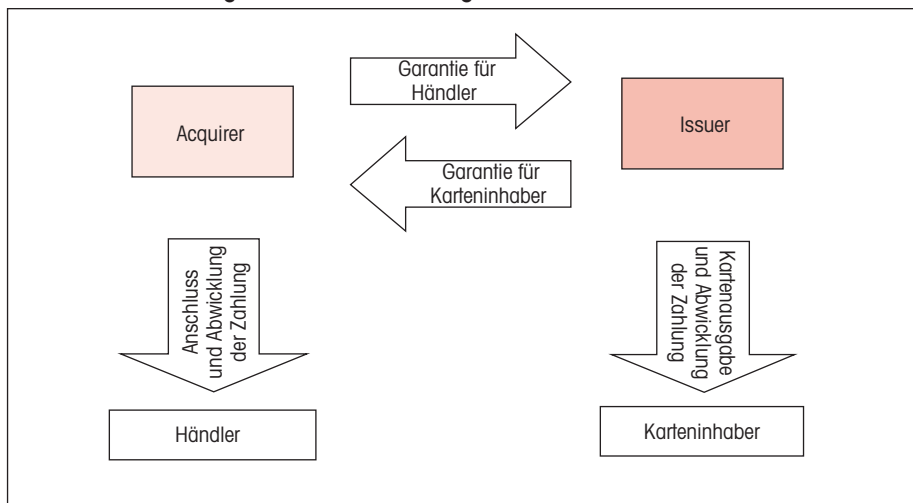 Garantie für
Händler
Acquirer
Issuer
Garantie für
Karteninhaber
Anschluss
und Abwicklung
der Zahlung
Kartenausgabe
und Abwicklung
der Zahlung
Händler
Karteninhaber